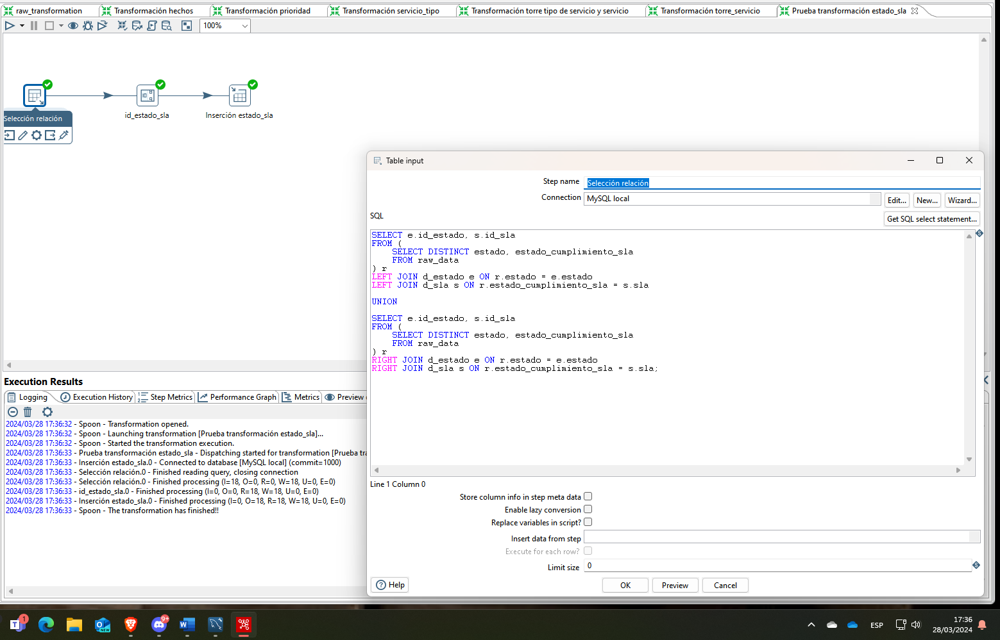 raw_transformation
Transformación hechos
Transformación prioridad
Transformación servicio_tipo
Transformación torre tipo de servicio y servicio
Transformación torre_servicio
Prueba transformación estado_sla
100%
Selección relación
id_estado_sla
Inserción estado_sla
Table input
Step name
Selección relación
Connection
MySQL local
Edit...
New...
Wizard...
SQL
Get SQL select statement...
SELECT e.id_estado, s.id_sla
FROM (
SELECT DISTINCT estado, estado_cumplimiento_sla
FROM raw_data
) r
LEFT JOIN d_estado e ON r.estado = e.estado
LEFT JOIN d_sla s ON r.estado_cumplimiento_sla = s.sla
UNION
SELECT e.id_estado, s.id_sla
FROM (
SELECT DISTINCT estado, estado_cumplimiento_sla
FROM raw_data
) r
RIGHT JOIN d_estado e ON r.estado = e.estado
RIGHT JOIN d_sla s ON r.estado_cumplimiento_sla = s.sla;
Line 1 Column 0
Store column info in step meta data
Enable lazy conversion
Replace variables in script?
Insert data from step
Execute for each row?
Limit size
0
Help
OK
Preview
Cancel
Execution Results
Logging
Execution History
Step Metrics
Performance Graph
Metrics
Preview
2024/03/28 17:36:32 - Spoon - Transformation opened.
2024/03/28 17:36:32 - Spoon - Launching transformation [Prueba transformación estado_sla]...
2024/03/28 17:36:32 - Spoon - Started the transformation execution.
2024/03/28 17:36:33 - Prueba transformación estado_sla - Dispatching started for transformation [Prueba tra
2024/03/28 17:36:33 - Inserción estado_sla.0 - Connected to database [MySQL local] (commit=1000)
2024/03/28 17:36:33 - Selección relación.0 - Finished reading query, closing connection
2024/03/28 17:36:33 - Selección relación.0 - Finished processing (I=18, O=0, R=0, W=18, U=0, E=0)
2024/03/28 17:36:33 - id_estado_sla.0 - Finished processing (I=0, O=0, R=18, W=18, U=0, E=0)
2024/03/28 17:36:33 - Inserción estado_sla.0 - Finished processing (I=0, O=18, R=18, W=18, U=0, E=0)
2024/03/28 17:36:33 - Spoon - The transformation has finished!!
1
NEW
9+
ESP
17:36
28/03/2024